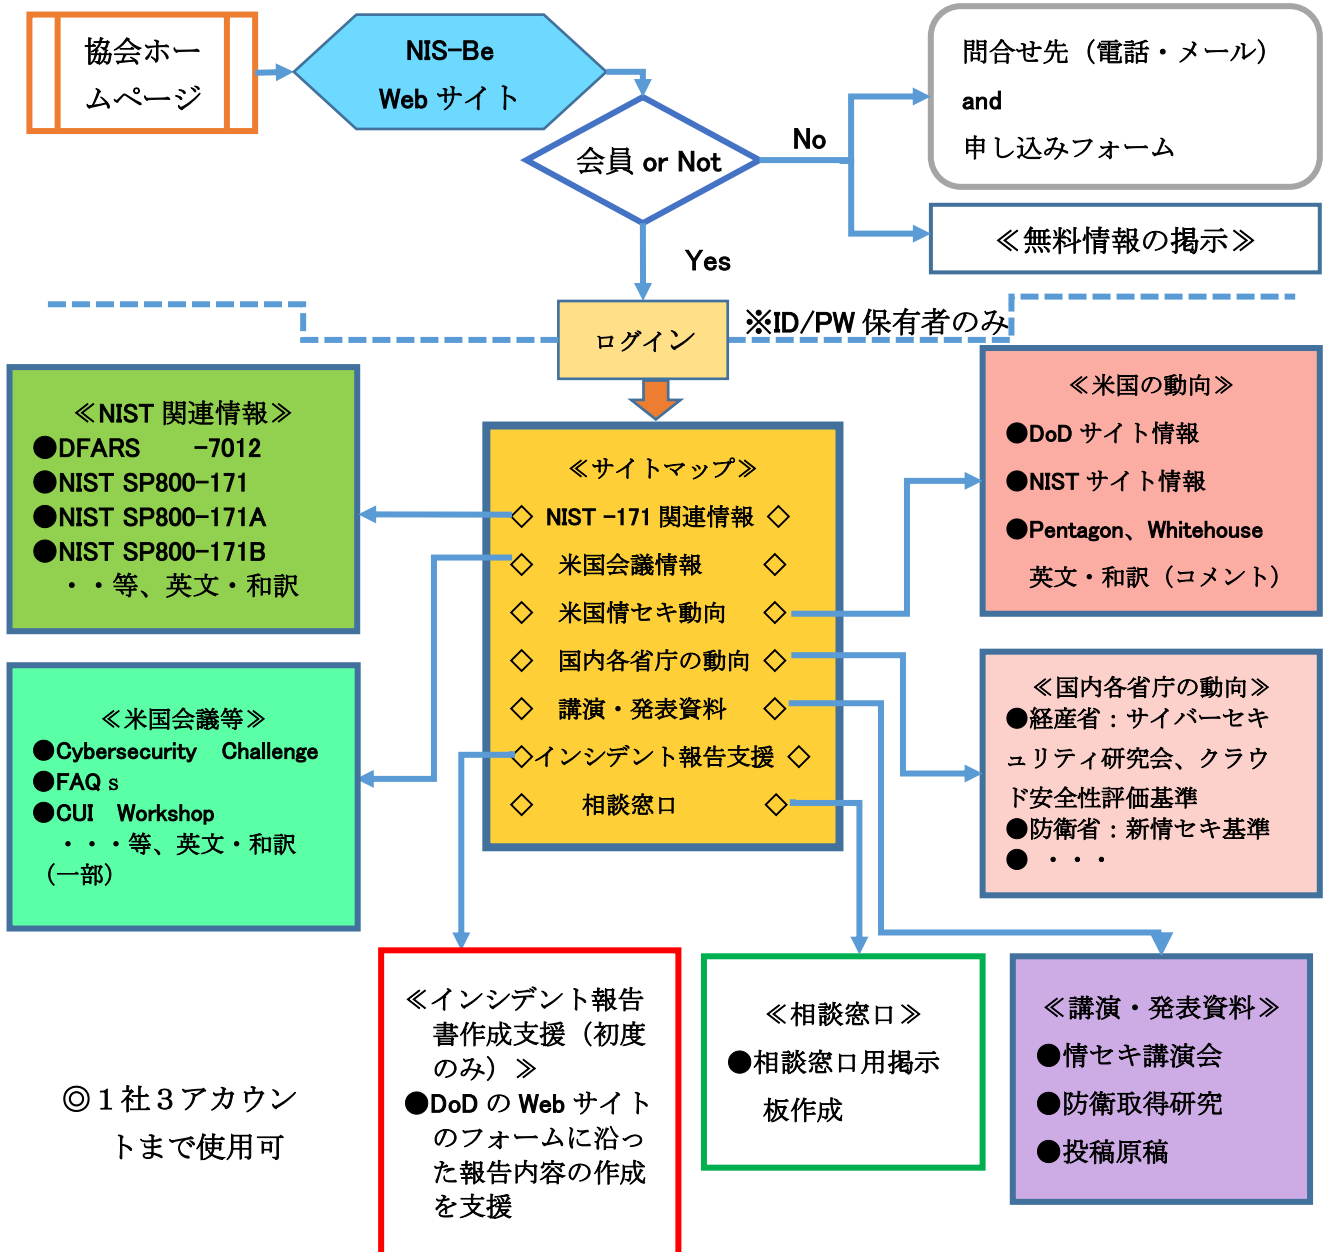 協会ホー
ムページ
NIS-Be
Web サイト
会員 or Not
No
問合せ先（電話・メール）
and
申し込みフォーム
≪無料情報の掲示≫
Yes
ログイン
※ID/PW 保有者のみ
≪NIST 関連情報≫
●DFARS　　-7012
●NIST SP800-171
●NIST SP800-171A
●NIST SP800-171B
・・等、英文・和訳
≪サイトマップ≫
◇ NIST -171 関連情報 ◇
◇　米国会議情報　◇
◇　米国情セキ動向　◇
◇　国内各省庁の動向 ◇
◇　講演・発表資料　◇
◇インシデント報告支援 ◇
◇　相談窓口　◇
≪米国の動向≫
●DoD サイト情報
●NIST サイト情報
●Pentagon、Whitehouse
英文・和訳（コメント）
≪米国会議等≫
●Cybersecurity　Challenge
●FAQｓ
●CUI　Workshop
・・・等、英文・和訳
（一部）
≪国内各省庁の動向≫
●経産省：サイバーセキ
ュリティ研究会、クラウ
ド安全性評価基準
●防衛省：新情セキ基準
● ・・・
◎１社３アカウン
トまで使用可
≪インシデント報告
書作成支援（初度
のみ）≫
●DoD の Web サイト
のフォームに沿っ
た報告内容の作成
を支援
≪相談窓口≫
●相談窓口用掲示
板作成
≪講演・発表資料≫
●情セキ講演会
●防衛取得研究
●投稿原稿